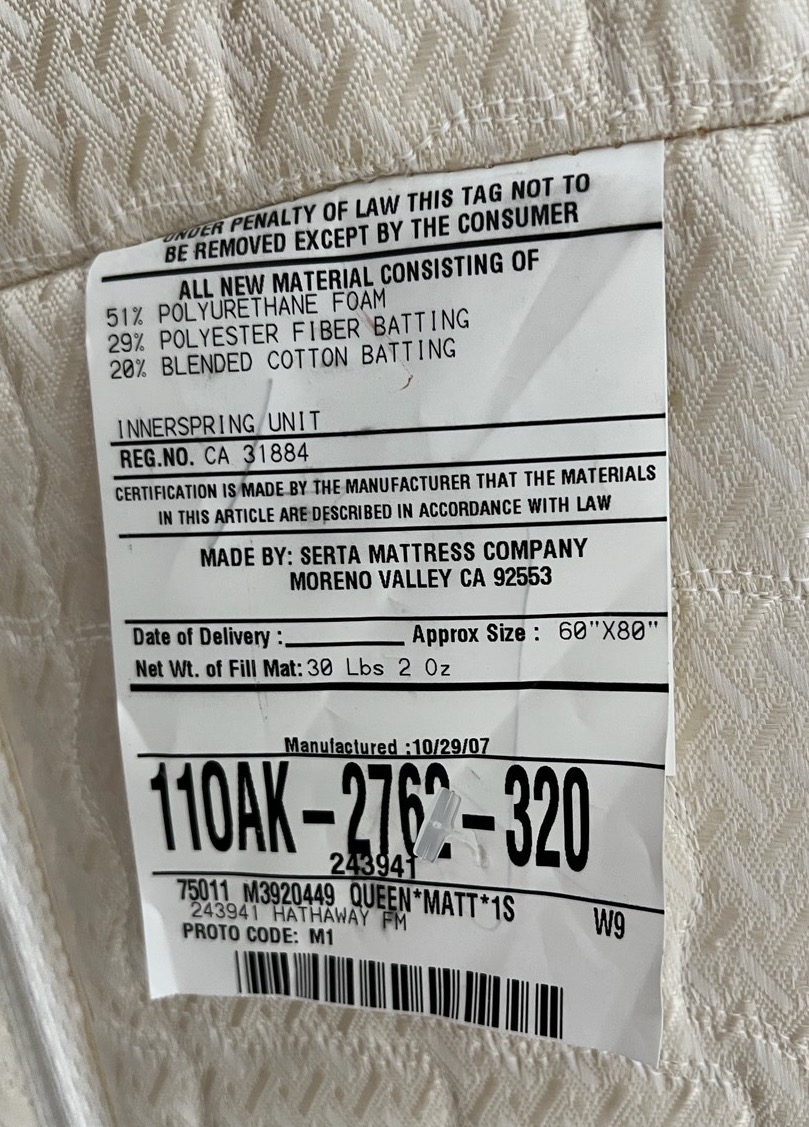 UNDER PENALTY OF LAW THIS TAG NOT TO
BE REMOVED EXCEPT BY THE CONSUMER
ALL NEW MATERIAL CONSISTING OF
51% POLYURETHANE FOAM
29% POLYESTER FIBER BATTING
20% BLENDED COTTON BATTING
INNERSPRING UNIT
REG.NO. CA 31884
CERTIFICATION IS MADE BY THE MANUFACTURER THAT THE MATERIALS
IN THIS ARTICLE ARE DESCRIBED IN ACCORDANCE WITH LAW
MADE BY: SERTA MATTRESS COMPANY
MORENO VALLEY CA 92553
Date of Delivery :__________ Approx Size : 60"X80"
Net Wt. of Fill Mat: 30 Lbs 2 Oz
Manufactured :10/29/07
243941
75011 M3920449 QUEEN*MATT*1S
243941 HATHAWAY FM W9
PROTO CODE: M1